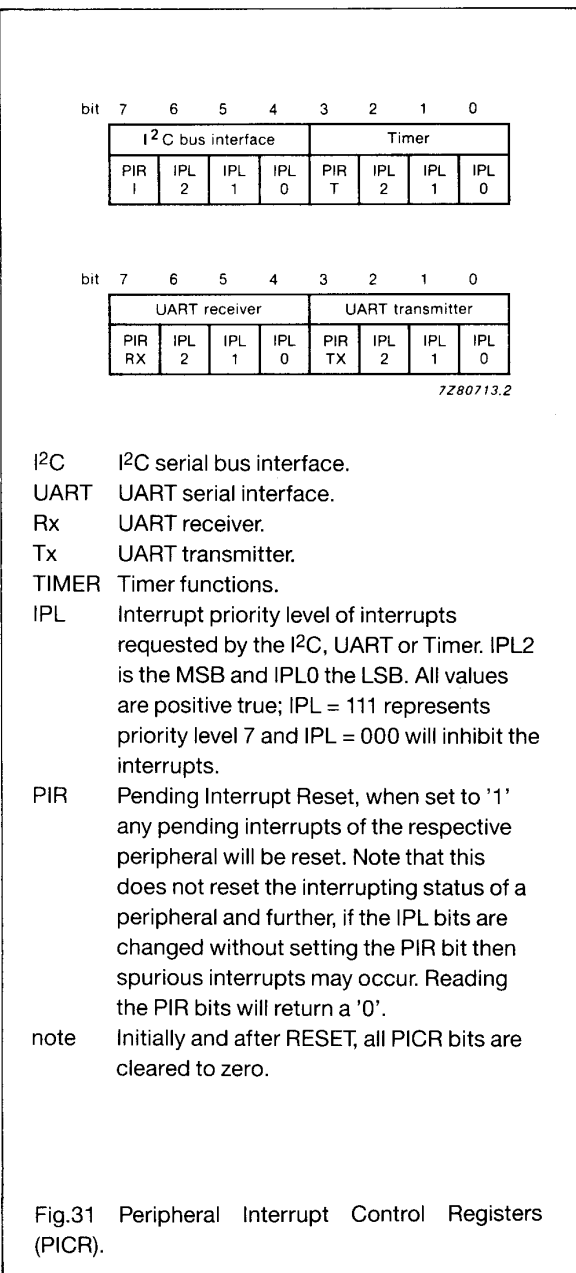 bit 7 6 5 4 3 2 1 0
I²C bus interface Timer
PIR IPL IPL IPL PIR IPL IPL IPL
I 2 1 0 T 2 1 0
bit 7 6 5 4 3 2 1 0
UART receiver UART transmitter
PIR IPL IPL IPL PIR IPL IPL IPL
RX 2 1 0 TX 2 1 0
7Z80713.2
I²C I²C serial bus interface.
UART UART serial interface.
Rx UART receiver.
Tx UART transmitter.
TIMER Timer functions.
IPL Interrupt priority level of interrupts
requested by the I²C, UART or Timer. IPL2
is the MSB and IPL0 the LSB. All values
are positive true; IPL = 111 represents
priority level 7 and IPL = 000 will inhibit the
interrupts.
PIR Pending Interrupt Reset, when set to '1'
any pending interrupts of the respective
peripheral will be reset. Note that this
does not reset the interrupting status of a
peripheral and further, if the IPL bits are
changed without setting the PIR bit then
spurious interrupts may occur. Reading
the PIR bits will return a '0'.
note Initially and after RESET, all PICR bits are
cleared to zero.
Fig.31 Peripheral Interrupt Control Registers
(PICR).